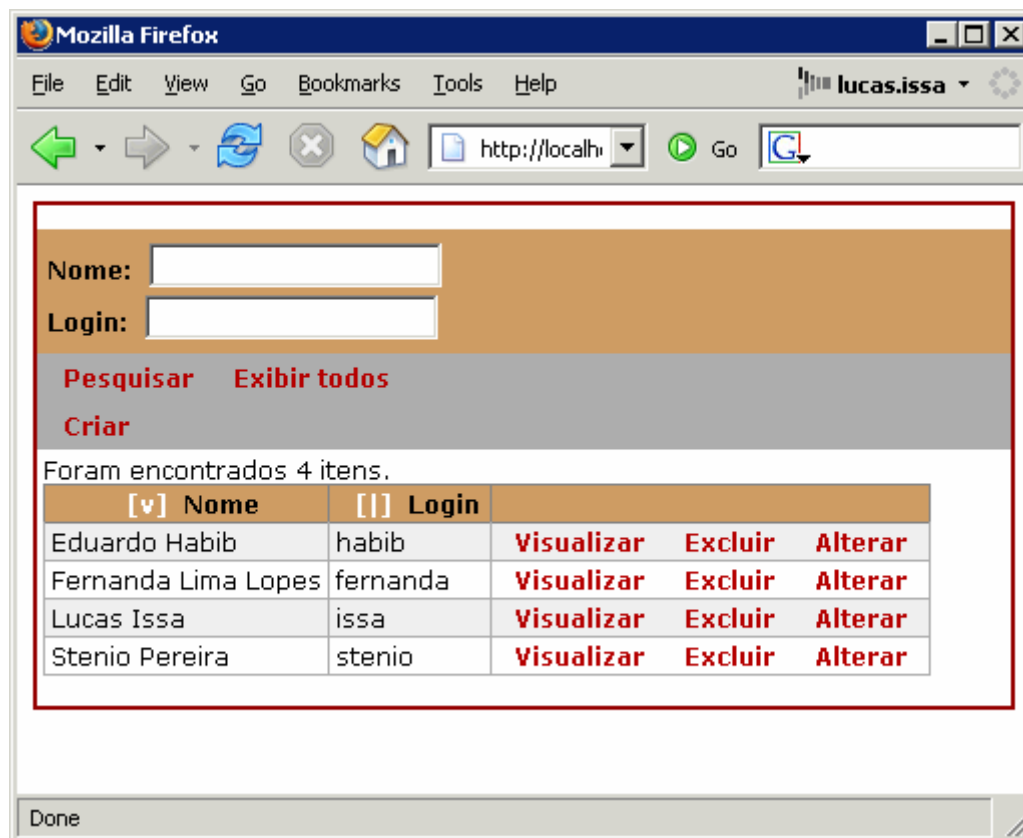 Mozilla Firefox
File Edit View Go Bookmarks Tools Help lucas.issa
http://localh Go G
Nome:
Login:
Pesquisar Exibir todos
Criar
Foram encontrados 4 itens.
[v] Nome [|] Login
Eduardo Habib habib Visualizar Excluir Alterar
Fernanda Lima Lopes fernanda Visualizar Excluir Alterar
Lucas Issa issa Visualizar Excluir Alterar
Stenio Pereira stenio Visualizar Excluir Alterar
Done